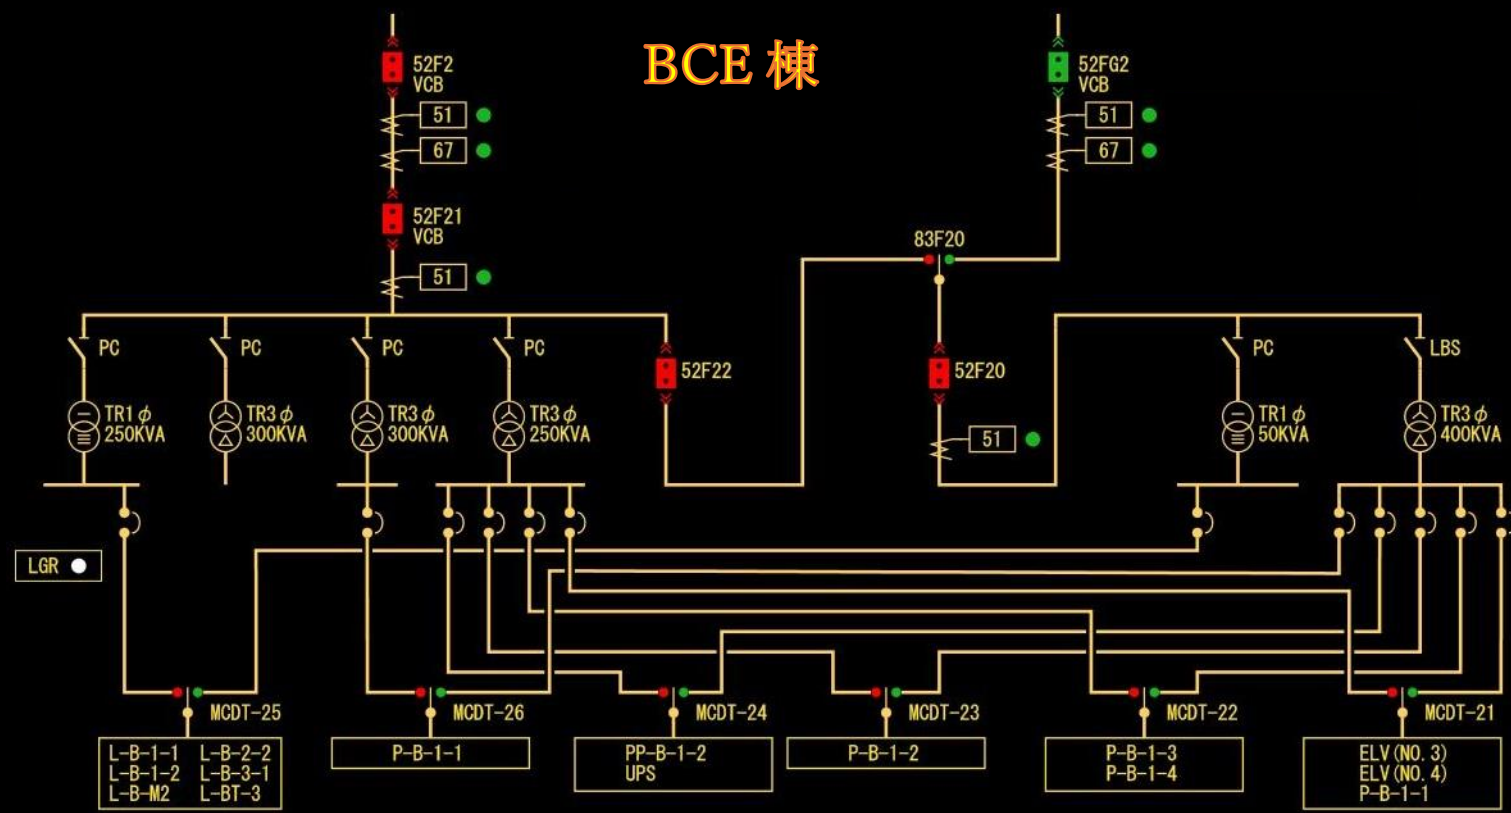 BCE 棟
52F2
VCB
52FG2
VCB
51
51
67
67
52F21
VCB
83F20
51
PC
PC
PC
PC
PC
LBS
52F22
52F20
TR1φ
250KVA
TR3φ
300KVA
TR3φ
300KVA
TR3φ
250KVA
TR1φ
50KVA
TR3φ
400KVA
51
LGR
MCDT-25
MCDT-26
MCDT-24
MCDT-23
MCDT-22
MCDT-21
L-B-1-1 L-B-2-2
L-B-1-2 L-B-3-1
L-B-M2 L-BT-3
P-B-1-1
PP-B-1-2
UPS
P-B-1-2
P-B-1-3
P-B-1-4
ELV(NO.3)
ELV(NO.4)
P-B-1-1